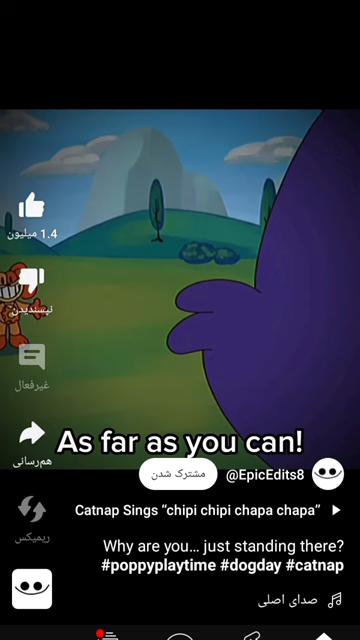 1.4 میلیون
نپسندیدن
غیرفعال
هم‌رسانی
As far as you can!
مشترک شدن
@EpicEdits8
Catnap Sings “chipi chipi chapa chapa”
ریمیکس
Why are you… just standing there?
#poppyplaytime #dogday #catnap
صدای اصلی